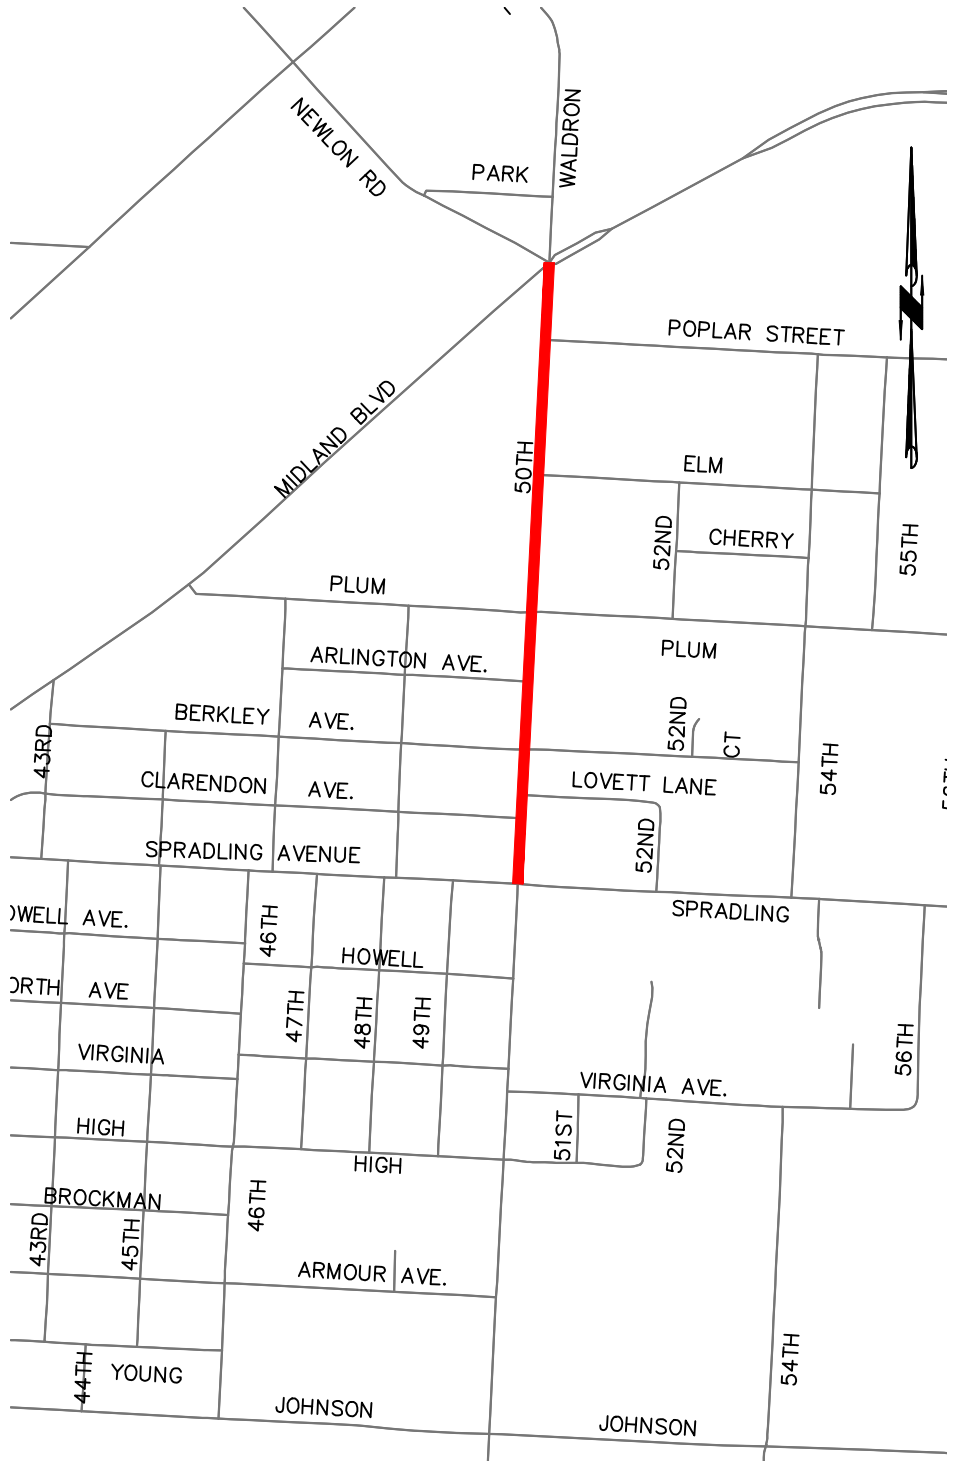 NEWLON RD
PARK
WALDRON
POPLAR STREET
MIDLAND BLVD
50TH
ELM
52ND
CHERRY
55TH
PLUM
PLUM
ARLINGTON AVE.
BERKLEY AVE.
52ND
CT
43RD
54TH
CLARENDON AVE.
LOVETT LANE
52ND
SPRADLING AVENUE
SPRADLING
AVE.
46TH
HOWELL
AVE
47TH
48TH
49TH
56TH
VIRGINIA
VIRGINIA AVE.
HIGH
51ST
52ND
HIGH
BROCKMAN
46TH
43RD
45TH
ARMOUR AVE.
44TH
YOUNG
54TH
JOHNSON
JOHNSON